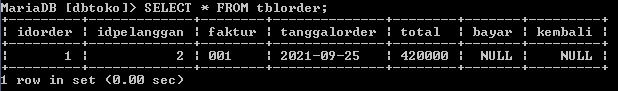 MariaDB [dbtoko]> SELECT * FROM tblorder;
+---------+-------------+--------+--------------+--------+-------+---------+
| idorder | idpelanggan | faktur | tanggalorder | total  | bayar | kembali |
+---------+-------------+--------+--------------+--------+-------+---------+
|       1 |           2 | 001    | 2021-09-25   | 420000 |  NULL |    NULL |
+---------+-------------+--------+--------------+--------+-------+---------+
1 row in set (0.00 sec)